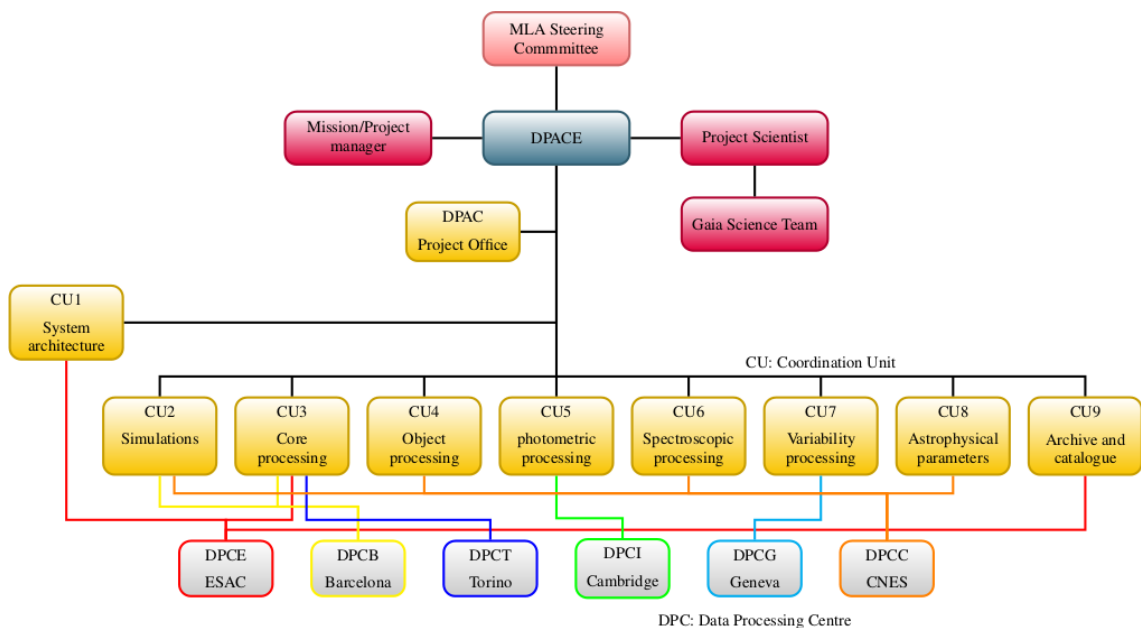 MLA Steering
Commmittee
Mission/Project
manager
DPACE
Project Scientist
DPAC
Project Office
Gaia Science Team
CU1
System
architecture
CU: Coordination Unit
CU2
Simulations
CU3
Core
processing
CU4
Object
processing
CU5
photometric
processing
CU6
Spectroscopic
processing
CU7
Variability
processing
CU8
Astrophysical
parameters
CU9
Archive and
catalogue
DPCE
ESAC
DPCB
Barcelona
DPCT
Torino
DPCI
Cambridge
DPCG
Geneva
DPCC
CNES
DPC: Data Processing Centre